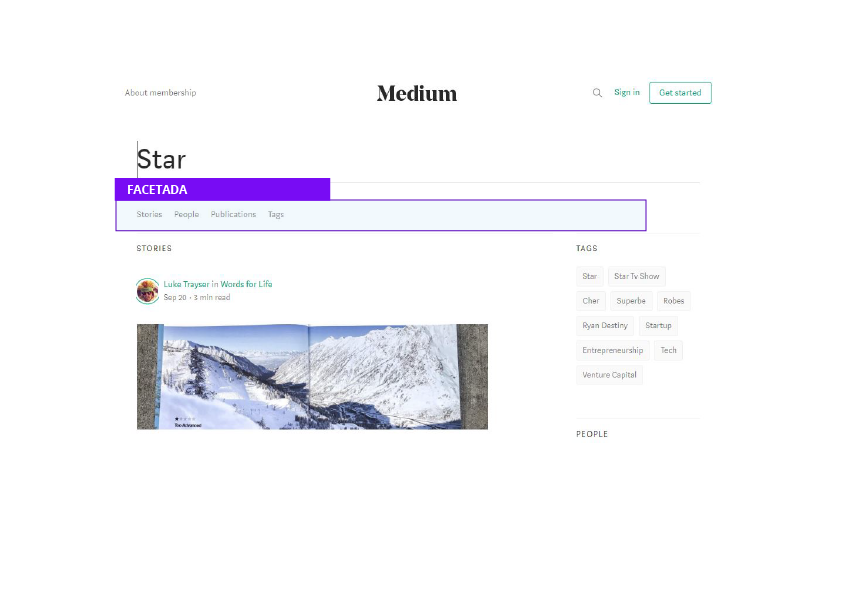 About membership
Medium
Sign in
Get started
Star
FACETADA
Stories People Publications Tags
STORIES
Luke Trayser in Words for Life
Sep 20 · 3 min read
Top Advanced
TAGS
Star
Star Tv Show
Cher
Superbe
Robes
Ryan Destiny
Startup
Entrepreneurship
Tech
Venture Capital
PEOPLE